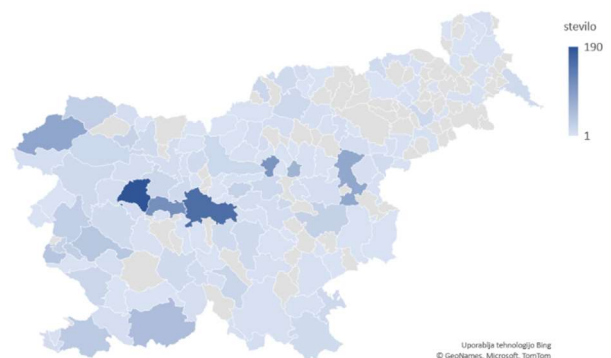 stevilo
190
1
Uporablja tehnologijo Bing
© GeoNames, Microsoft, TomTom